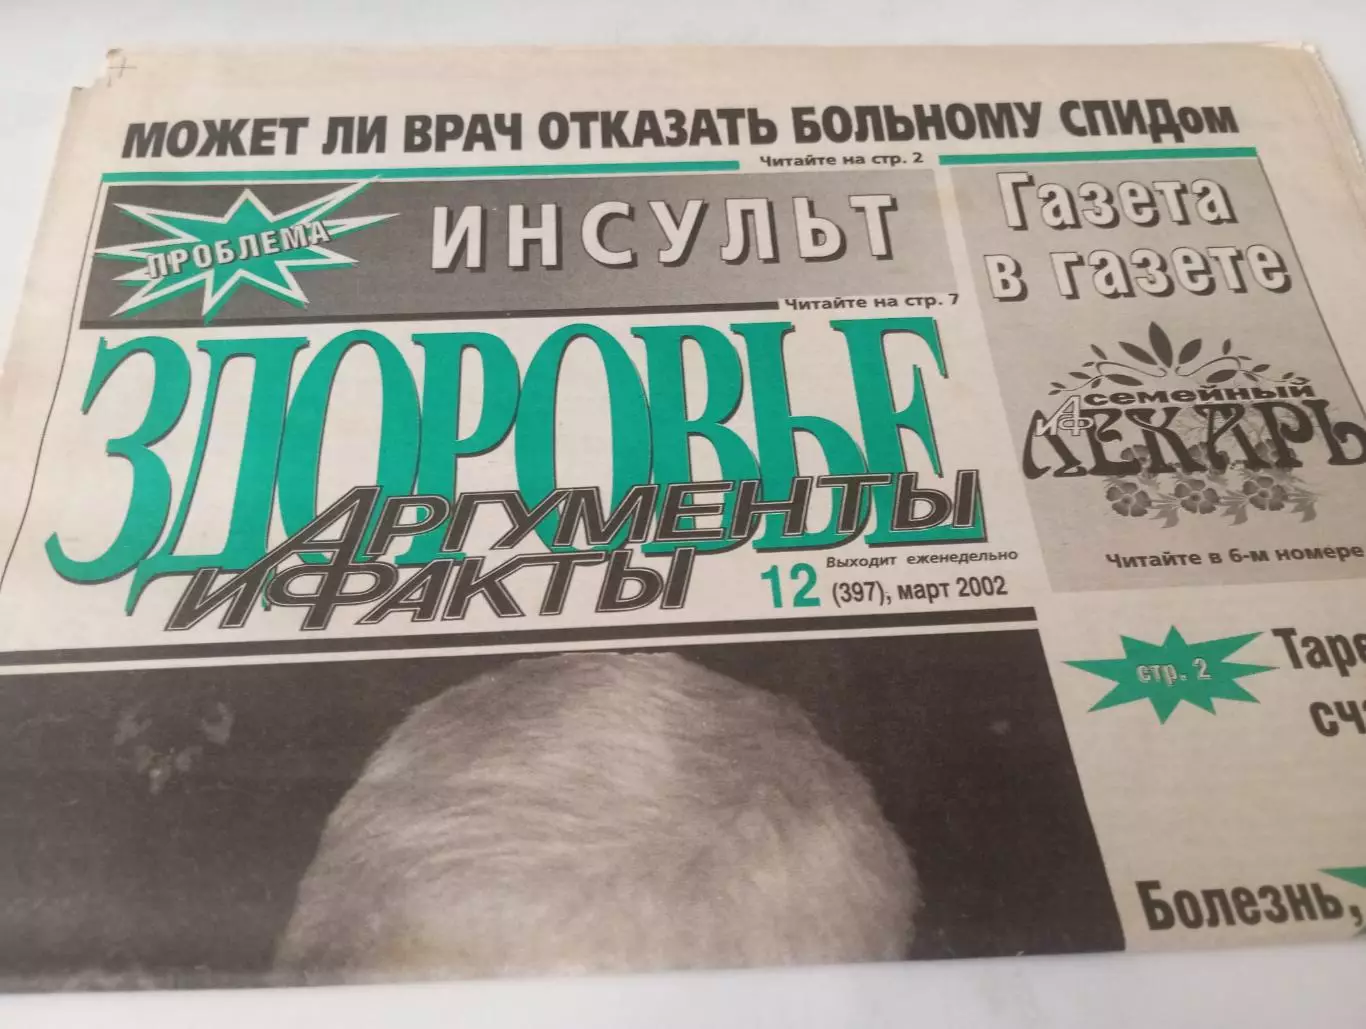 МОЖЕТ ЛИ ВРАЧ ОТКАЗАТЬ БОЛЬНОМУ СПИДом
Читайте на стр. 2
ПРОБЛЕМА
ИНСУЛЬТ
Читайте на стр. 7
Газета
в газете
АиФ
семейный
ЛЕКАРЬ
Читайте в 6-м номере
ЗДОРОВЬЕ
АРГУМЕНТЫ
И ФАКТЫ
Выходит еженедельно
12 (397), март 2002
стр. 2
Болезнь,